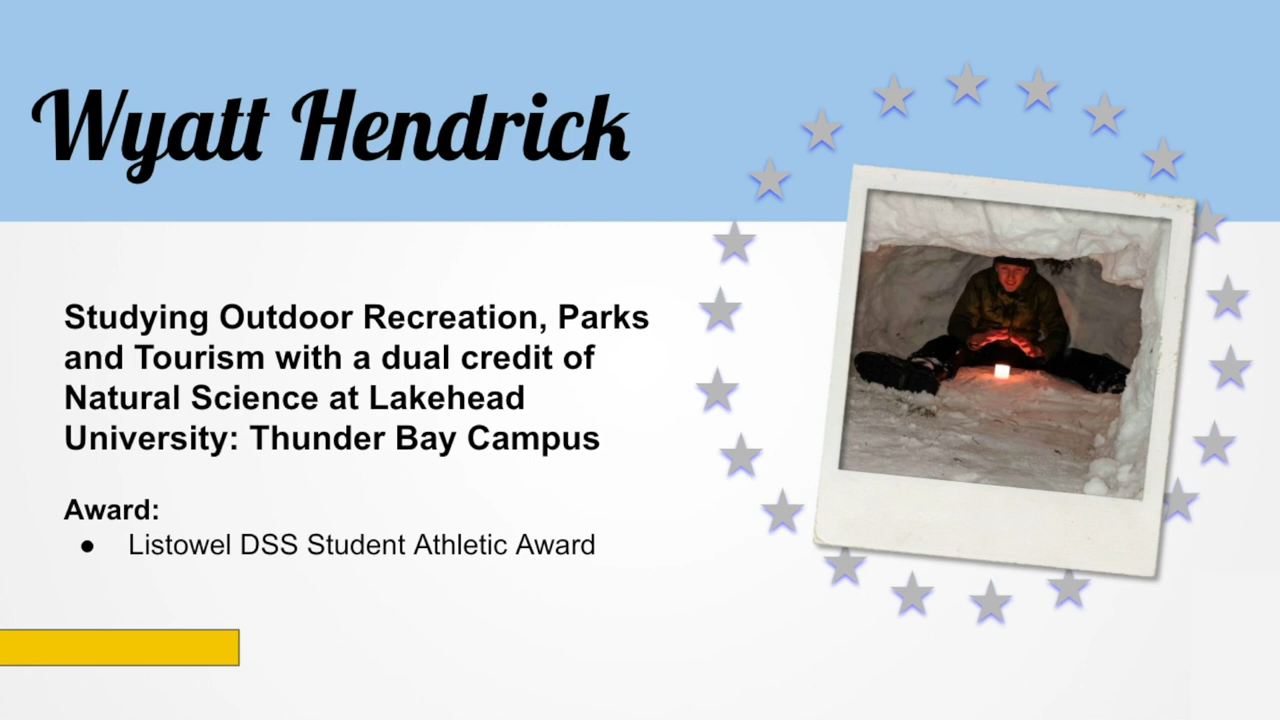 Wyatt Hendrick
Studying Outdoor Recreation, Parks
and Tourism with a dual credit of
Natural Science at Lakehead
University: Thunder Bay Campus
Award:
● Listowel DSS Student Athletic Award